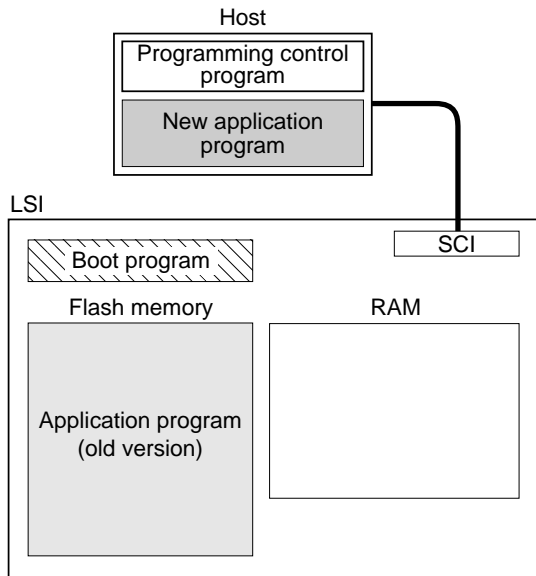 Host
Programming control
program
New application
program
LSI
SCI
Boot program
Flash memory
RAM
Application program
(old version)